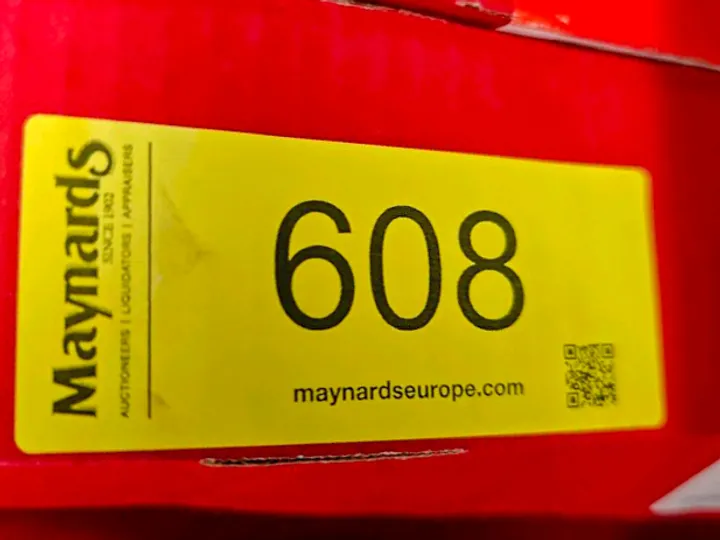 Maynards
SINCE 1902
AUCTIONEERS | LIQUIDATORS | APPRAISERS
608
maynardseurope.com